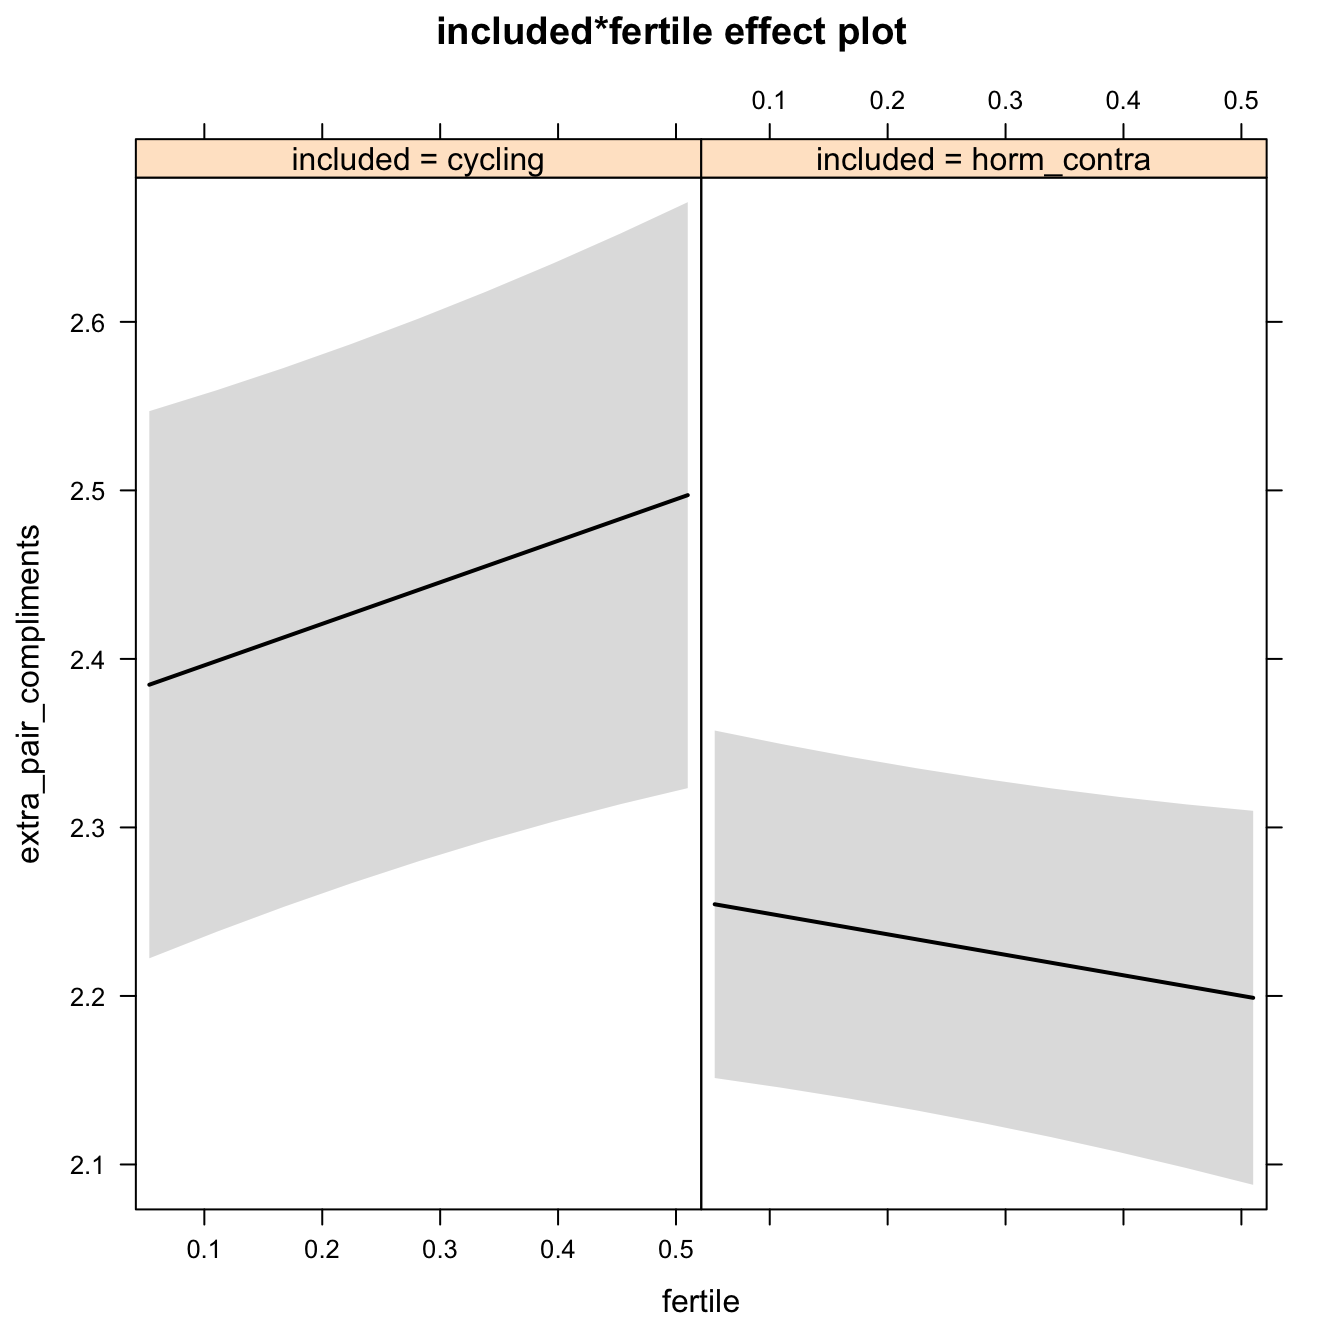 included*fertile effect plot
0.1 0.2 0.3 0.4 0.5
included = cycling included = horm_contra
extra_pair_compliments
2.6
2.5
2.4
2.3
2.2
2.1
0.1 0.2 0.3 0.4 0.5
fertile